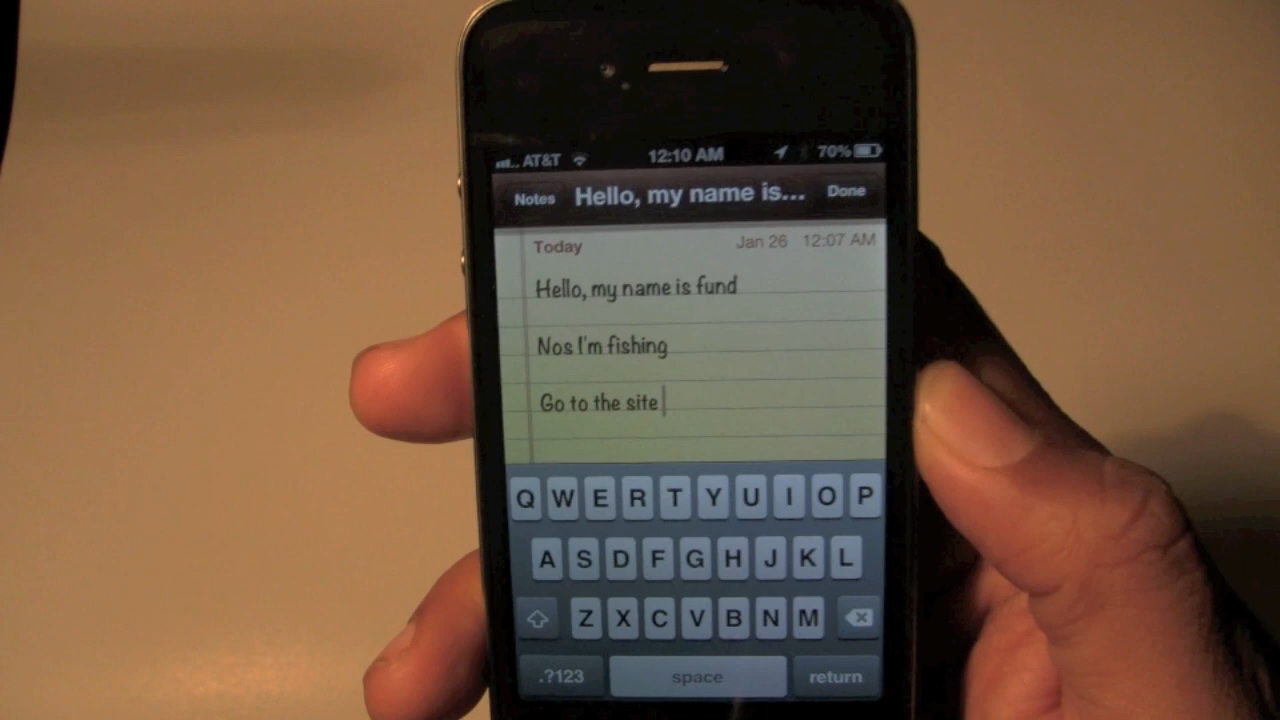 AT&T 12:10 AM 70%
Notes Hello, my name is... Done
Today Jan 26 12:07 AM
Hello, my name is fund
Nos I'm fishing
Go to the site
Q W E R T Y U I O P
A S D F G H J K L
Z X C V B N M
.?123 space return